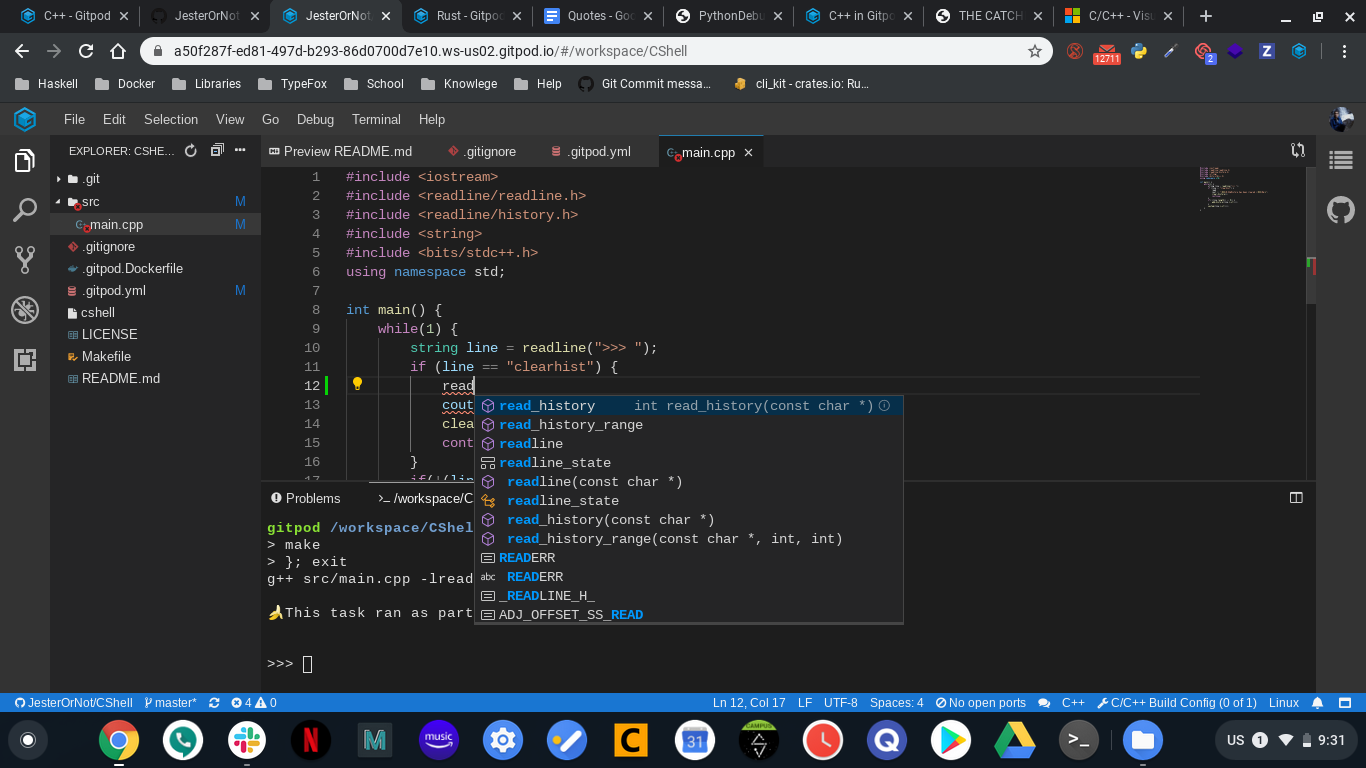 C++ - Gitpod
JesterOrNot
JesterOrNot
Rust - Gitpod
Quotes - Goo
PythonDebu
C++ in Gitpo
THE CATCH
C/C++ - Visu
a50f287f-ed81-497d-b293-86d0700d7e10.ws-us02.gitpod.io/#/workspace/CShell
12711
2
Z
Haskell
Docker
Libraries
TypeFox
School
Knowlege
Help
Git Commit messa...
cli_kit - crates.io: Ru...
File Edit Selection View Go Debug Terminal Help
EXPLORER: CSHE...
.git
src M
main.cpp M
.gitignore
.gitpod.Dockerfile
.gitpod.yml M
cshell
LICENSE
Makefile
README.md
Preview README.md
.gitignore
.gitpod.yml
main.cpp
1 #include <iostream>
2 #include <readline/readline.h>
3 #include <readline/history.h>
4 #include <string>
5 #include <bits/stdc++.h>
6 using namespace std;
7
8 int main() {
9 while(1) {
10 string line = readline(">>> ");
11 if (line == "clearhist") {
12 read
13 cout
14 clea
15 cont
16 }
17 if(!(lin
read_history int read_history(const char *)
read_history_range
readline
readline_state
readline(const char *)
readline_state
read_history(const char *)
read_history_range(const char *, int, int)
READERR
abc READERR
_READLINE_H_
ADJ_OFFSET_SS_READ
Problems
>_ /workspace/C
gitpod /workspace/CShel
> make
> }; exit
g++ src/main.cpp -lread
🍌This task ran as part
>>>
JesterOrNot/CShell
master*
4
0
Ln 12, Col 17
LF
UTF-8
Spaces: 4
No open ports
C++
C/C++ Build Config (0 of 1)
Linux
N
M
music
C
31
CAMPUS
Q
>_
US
1
9:31